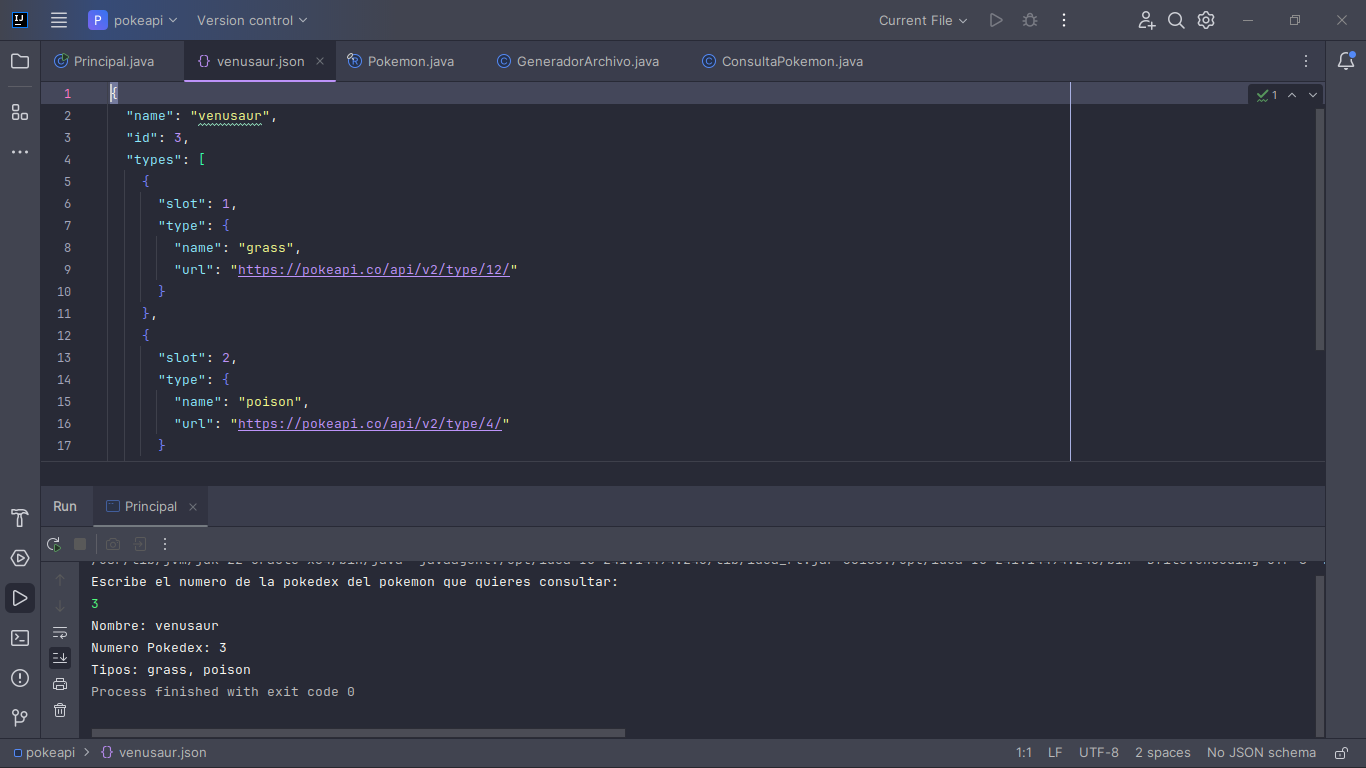 P pokeapi Version control Current File
Principal.java venusaur.json Pokemon.java GeneradorArchivo.java ConsultaPokemon.java
1 {
2 "name": "venusaur",
3 "id": 3,
4 "types": [
5 {
6 "slot": 1,
7 "type": {
8 "name": "grass",
9 "url": "https://pokeapi.co/api/v2/type/12/"
10 }
11 },
12 {
13 "slot": 2,
14 "type": {
15 "name": "poison",
16 "url": "https://pokeapi.co/api/v2/type/4/"
17 }
1
Run Principal
Escribe el numero de la pokedex del pokemon que quieres consultar:
3
Nombre: venusaur
Numero Pokedex: 3
Tipos: grass, poison
Process finished with exit code 0
pokeapi > {} venusaur.json 1:1 LF UTF-8 2 spaces No JSON schema